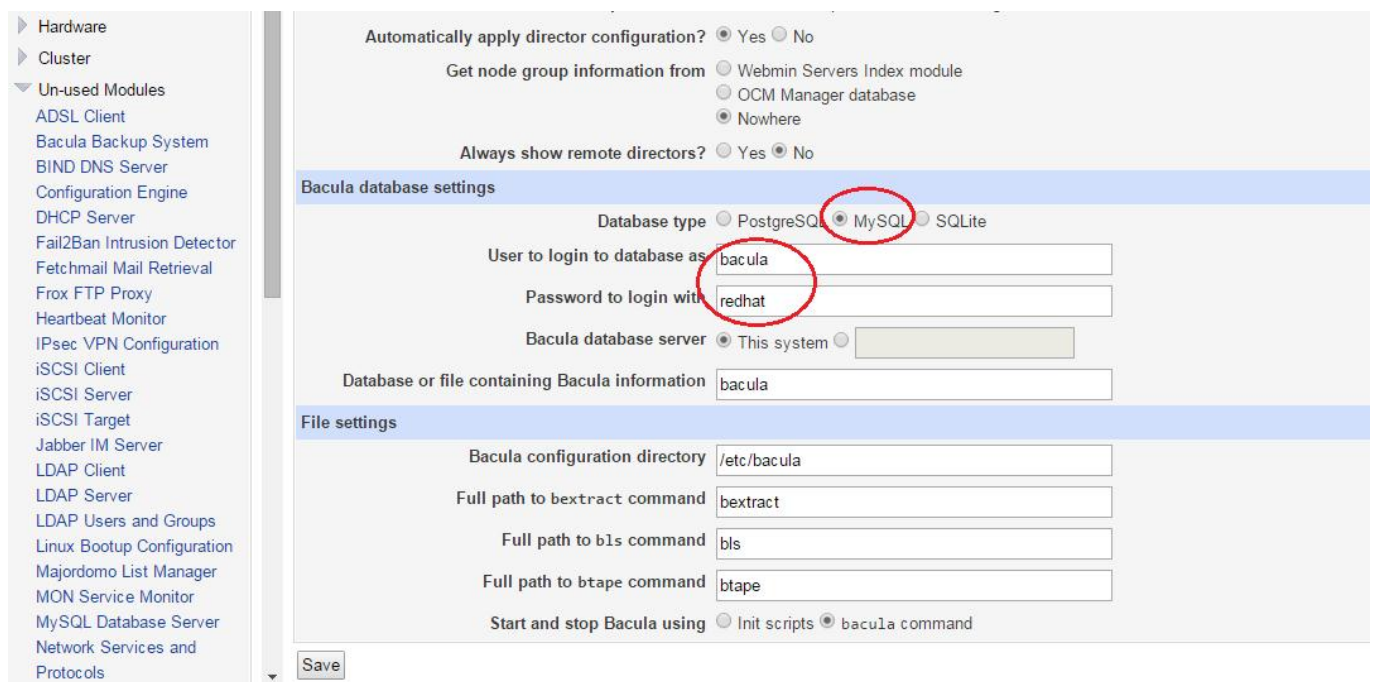 Hardware
Cluster
Un-used Modules
ADSL Client
Bacula Backup System
BIND DNS Server
Configuration Engine
DHCP Server
Fail2Ban Intrusion Detector
Fetchmail Mail Retrieval
Frox FTP Proxy
Heartbeat Monitor
IPsec VPN Configuration
iSCSI Client
iSCSI Server
iSCSI Target
Jabber IM Server
LDAP Client
LDAP Server
LDAP Users and Groups
Linux Bootup Configuration
Majordomo List Manager
MON Service Monitor
MySQL Database Server
Network Services and
Protocols
Automatically apply director configuration? Yes No
Get node group information from Webmin Servers Index module
OCM Manager database
Nowhere
Always show remote directors? Yes No
Bacula database settings
Database type PostgreSQL MySQL SQLite
User to login to database as bacula
Password to login with redhat
Bacula database server This system
Database or file containing Bacula information bacula
File settings
Bacula configuration directory /etc/bacula
Full path to bextract command bextract
Full path to bls command bls
Full path to btape command btape
Start and stop Bacula using Init scripts bacula command
Save